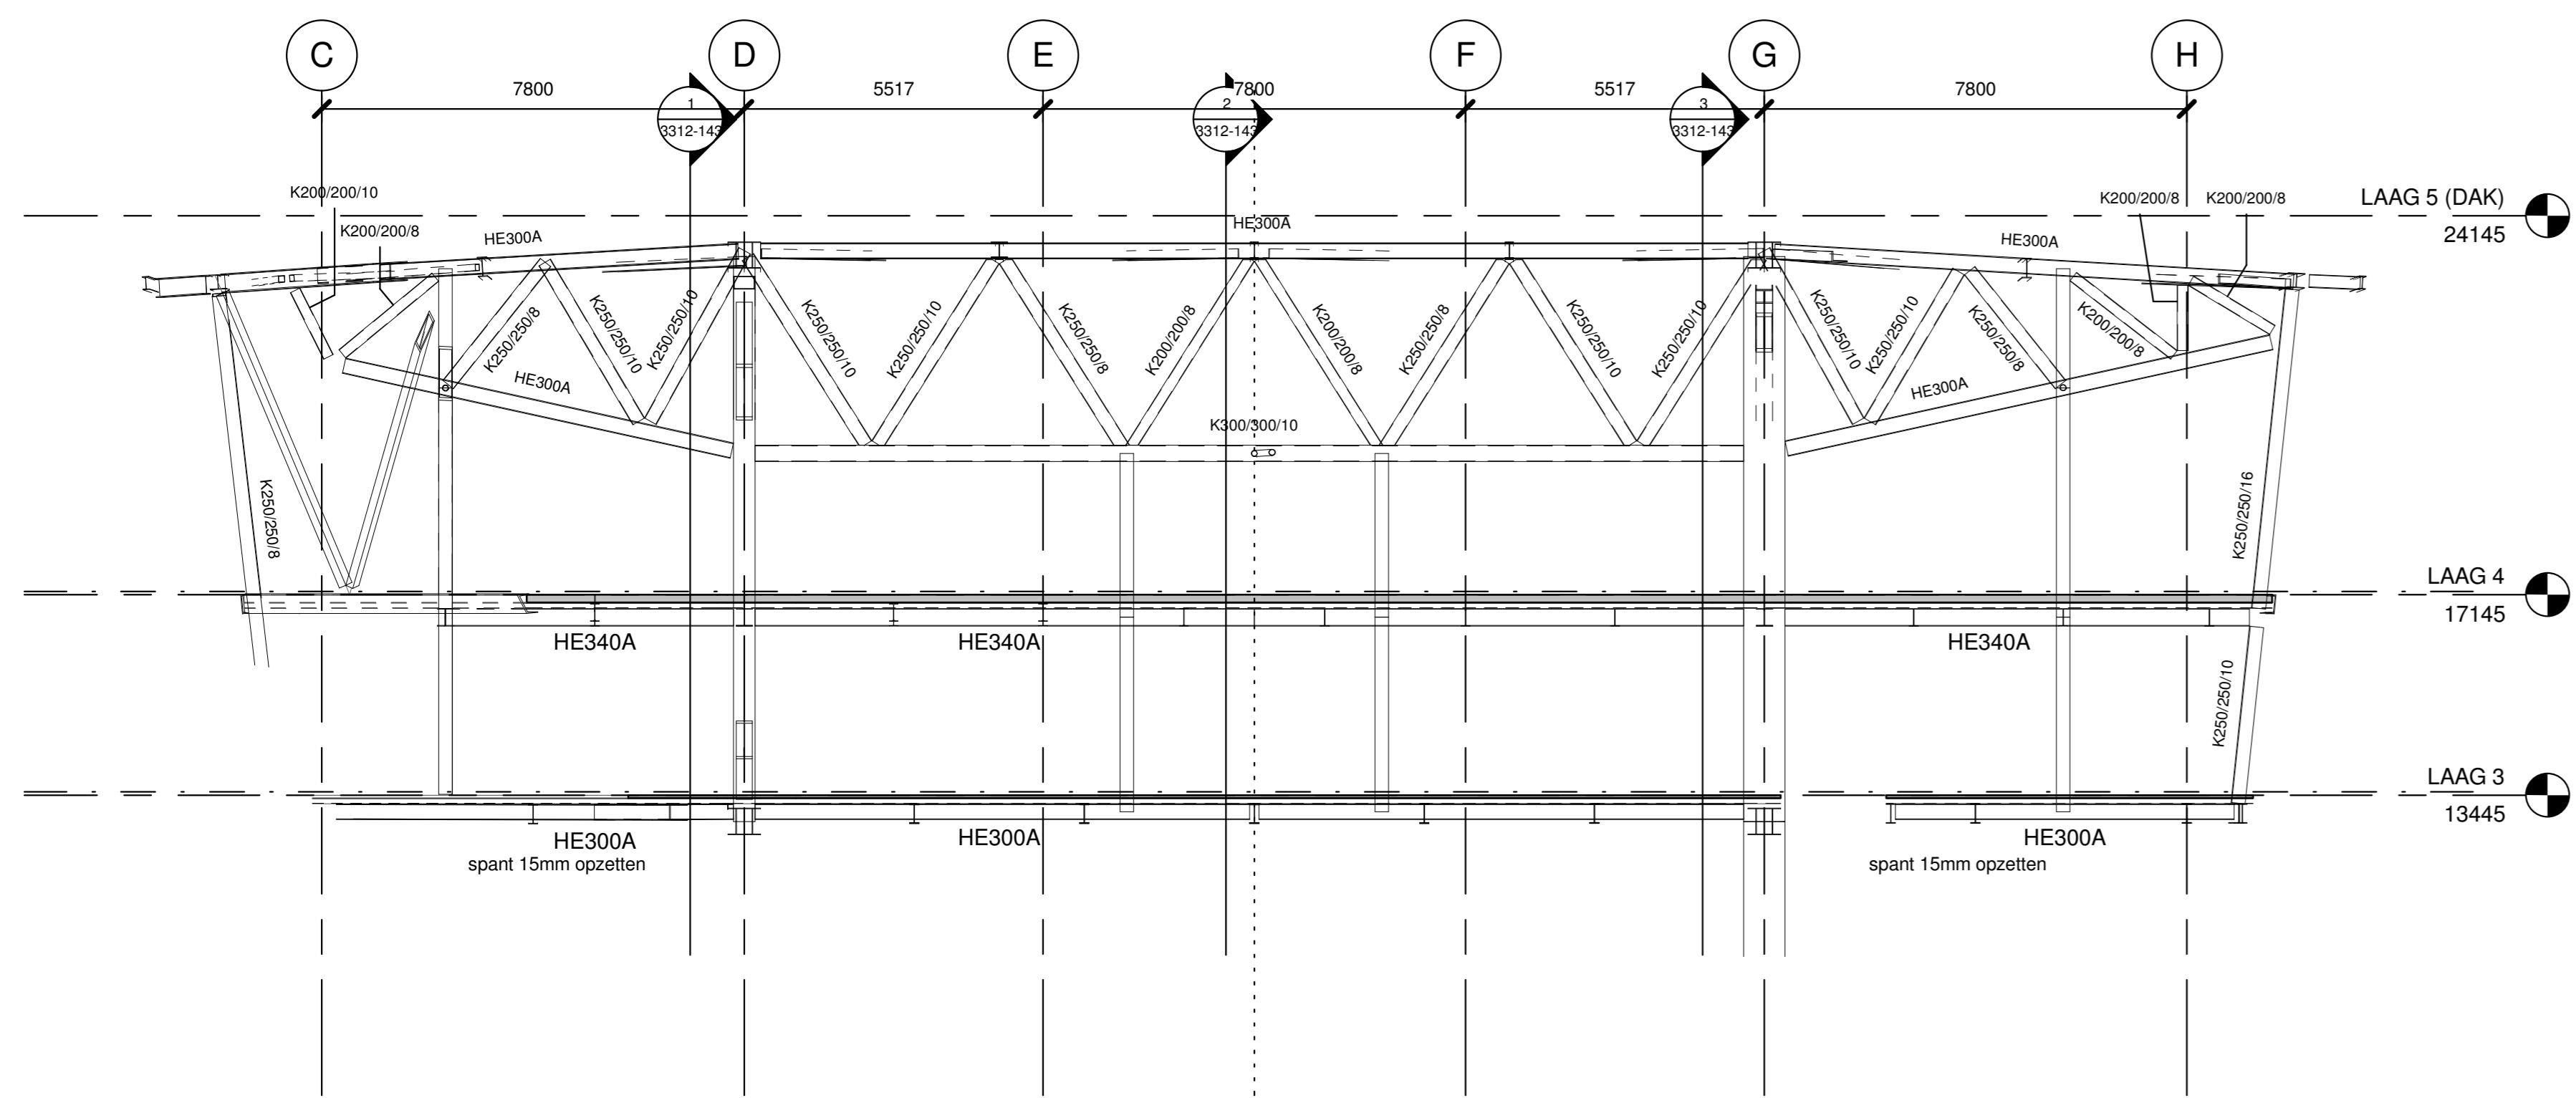 C
D
E
F
G
H
7800
5517
7800
5517
7800
1
3312-143
2
3312-143
3
3312-143
K200/200/10
K200/200/8
HE300A
HE300A
HE300A
K200/200/8
K200/200/8
LAAG 5 (DAK)
24145
K250/250/8
K250/250/10
K250/250/10
K250/250/10
K250/250/10
K250/250/8
K200/200/8
K200/200/8
K250/250/8
K250/250/10
K250/250/10
K250/250/10
K250/250/10
K250/250/8
K200/200/8
HE300A
HE300A
K300/300/10
K250/250/8
K250/250/16
LAAG 4
17145
HE340A
HE340A
HE340A
K250/250/10
LAAG 3
13445
HE300A
spant 15mm opzetten
HE300A
HE300A
spant 15mm opzetten